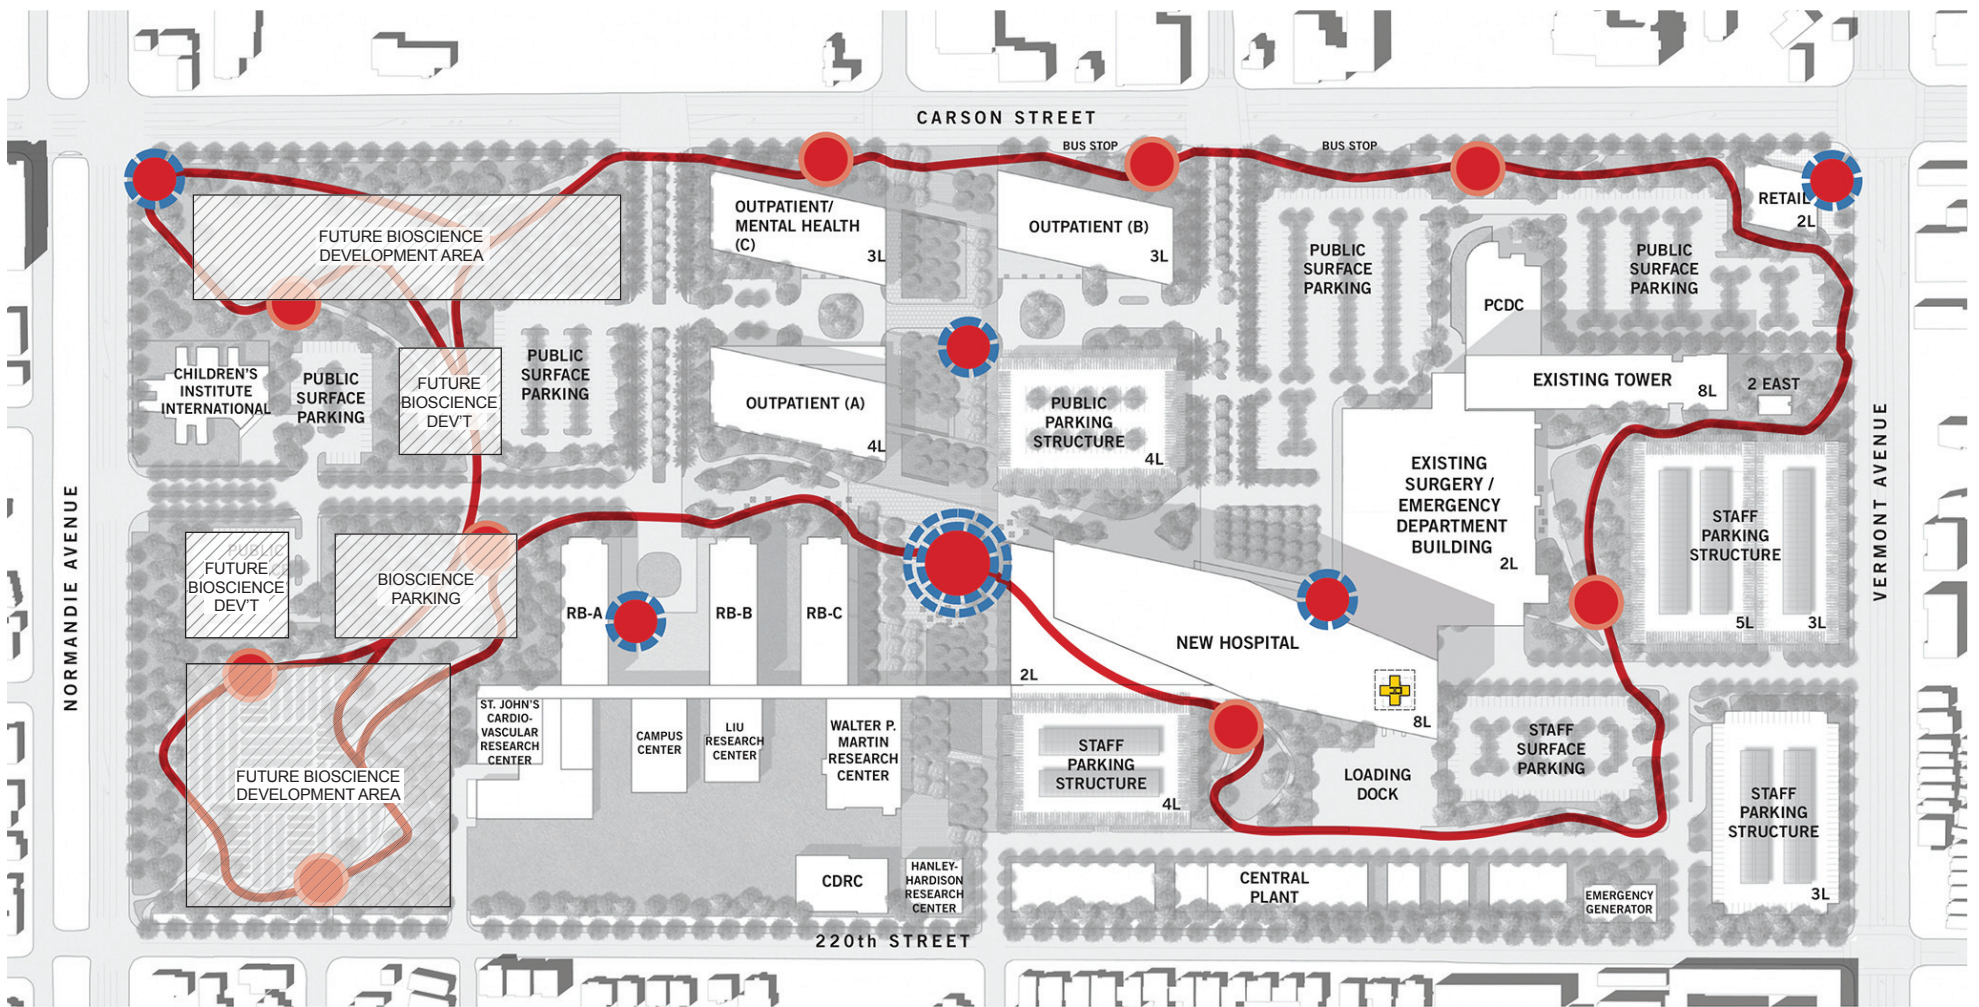 CARSON STREET
BUS STOP
BUS STOP
OUTPATIENT/
MENTAL HEALTH
(C)
3L
OUTPATIENT (B)
3L
RETAIL
2L
FUTURE BIOSCIENCE
DEVELOPMENT AREA
PUBLIC
SURFACE
PARKING
PUBLIC
SURFACE
PARKING
PCDC
CHILDREN'S
INSTITUTE
INTERNATIONAL
PUBLIC
SURFACE
PARKING
FUTURE
BIOSCIENCE
DEV'T
PUBLIC
SURFACE
PARKING
OUTPATIENT (A)
4L
PUBLIC
PARKING
STRUCTURE
4L
EXISTING TOWER
8L
2 EAST
EXISTING
SURGERY /
EMERGENCY
DEPARTMENT
BUILDING
2L
STAFF
PARKING
STRUCTURE
5L
3L
NORMANDIE AVENUE
VERMONT AVENUE
PUBLIC
FUTURE
BIOSCIENCE
DEV'T
BIOSCIENCE
PARKING
RB-A
RB-B
RB-C
NEW HOSPITAL
2L
8L
H
ST. JOHN'S
CARDIO-
VASCULAR
RESEARCH
CENTER
CAMPUS
CENTER
LIU
RESEARCH
CENTER
WALTER P.
MARTIN
RESEARCH
CENTER
STAFF
PARKING
STRUCTURE
4L
LOADING
DOCK
STAFF
SURFACE
PARKING
FUTURE BIOSCIENCE
DEVELOPMENT AREA
STAFF
PARKING
STRUCTURE
3L
CDRC
HANLEY-
HARDISON
RESEARCH
CENTER
CENTRAL
PLANT
EMERGENCY
GENERATOR
220th STREET